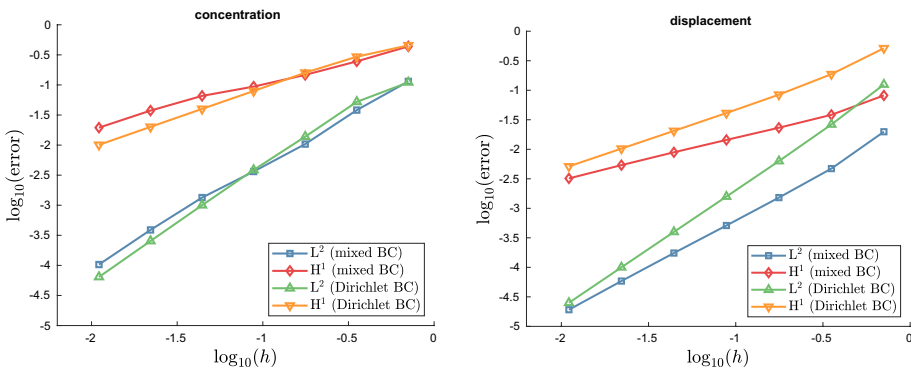 concentration
0
-0.5
-1
-1.5
-2
-2.5
-3
-3.5
-4
-4.5
-5
log₁₀(error)
-2
-1.5
-1
-0.5
0
log₁₀(h)
L² (mixed BC)
H¹ (mixed BC)
L² (Dirichlet BC)
H¹ (Dirichlet BC)
displacement
0
-0.5
-1
-1.5
-2
-2.5
-3
-3.5
-4
-4.5
-5
log₁₀(error)
-2
-1.5
-1
-0.5
0
log₁₀(h)
L² (mixed BC)
H¹ (mixed BC)
L² (Dirichlet BC)
H¹ (Dirichlet BC)